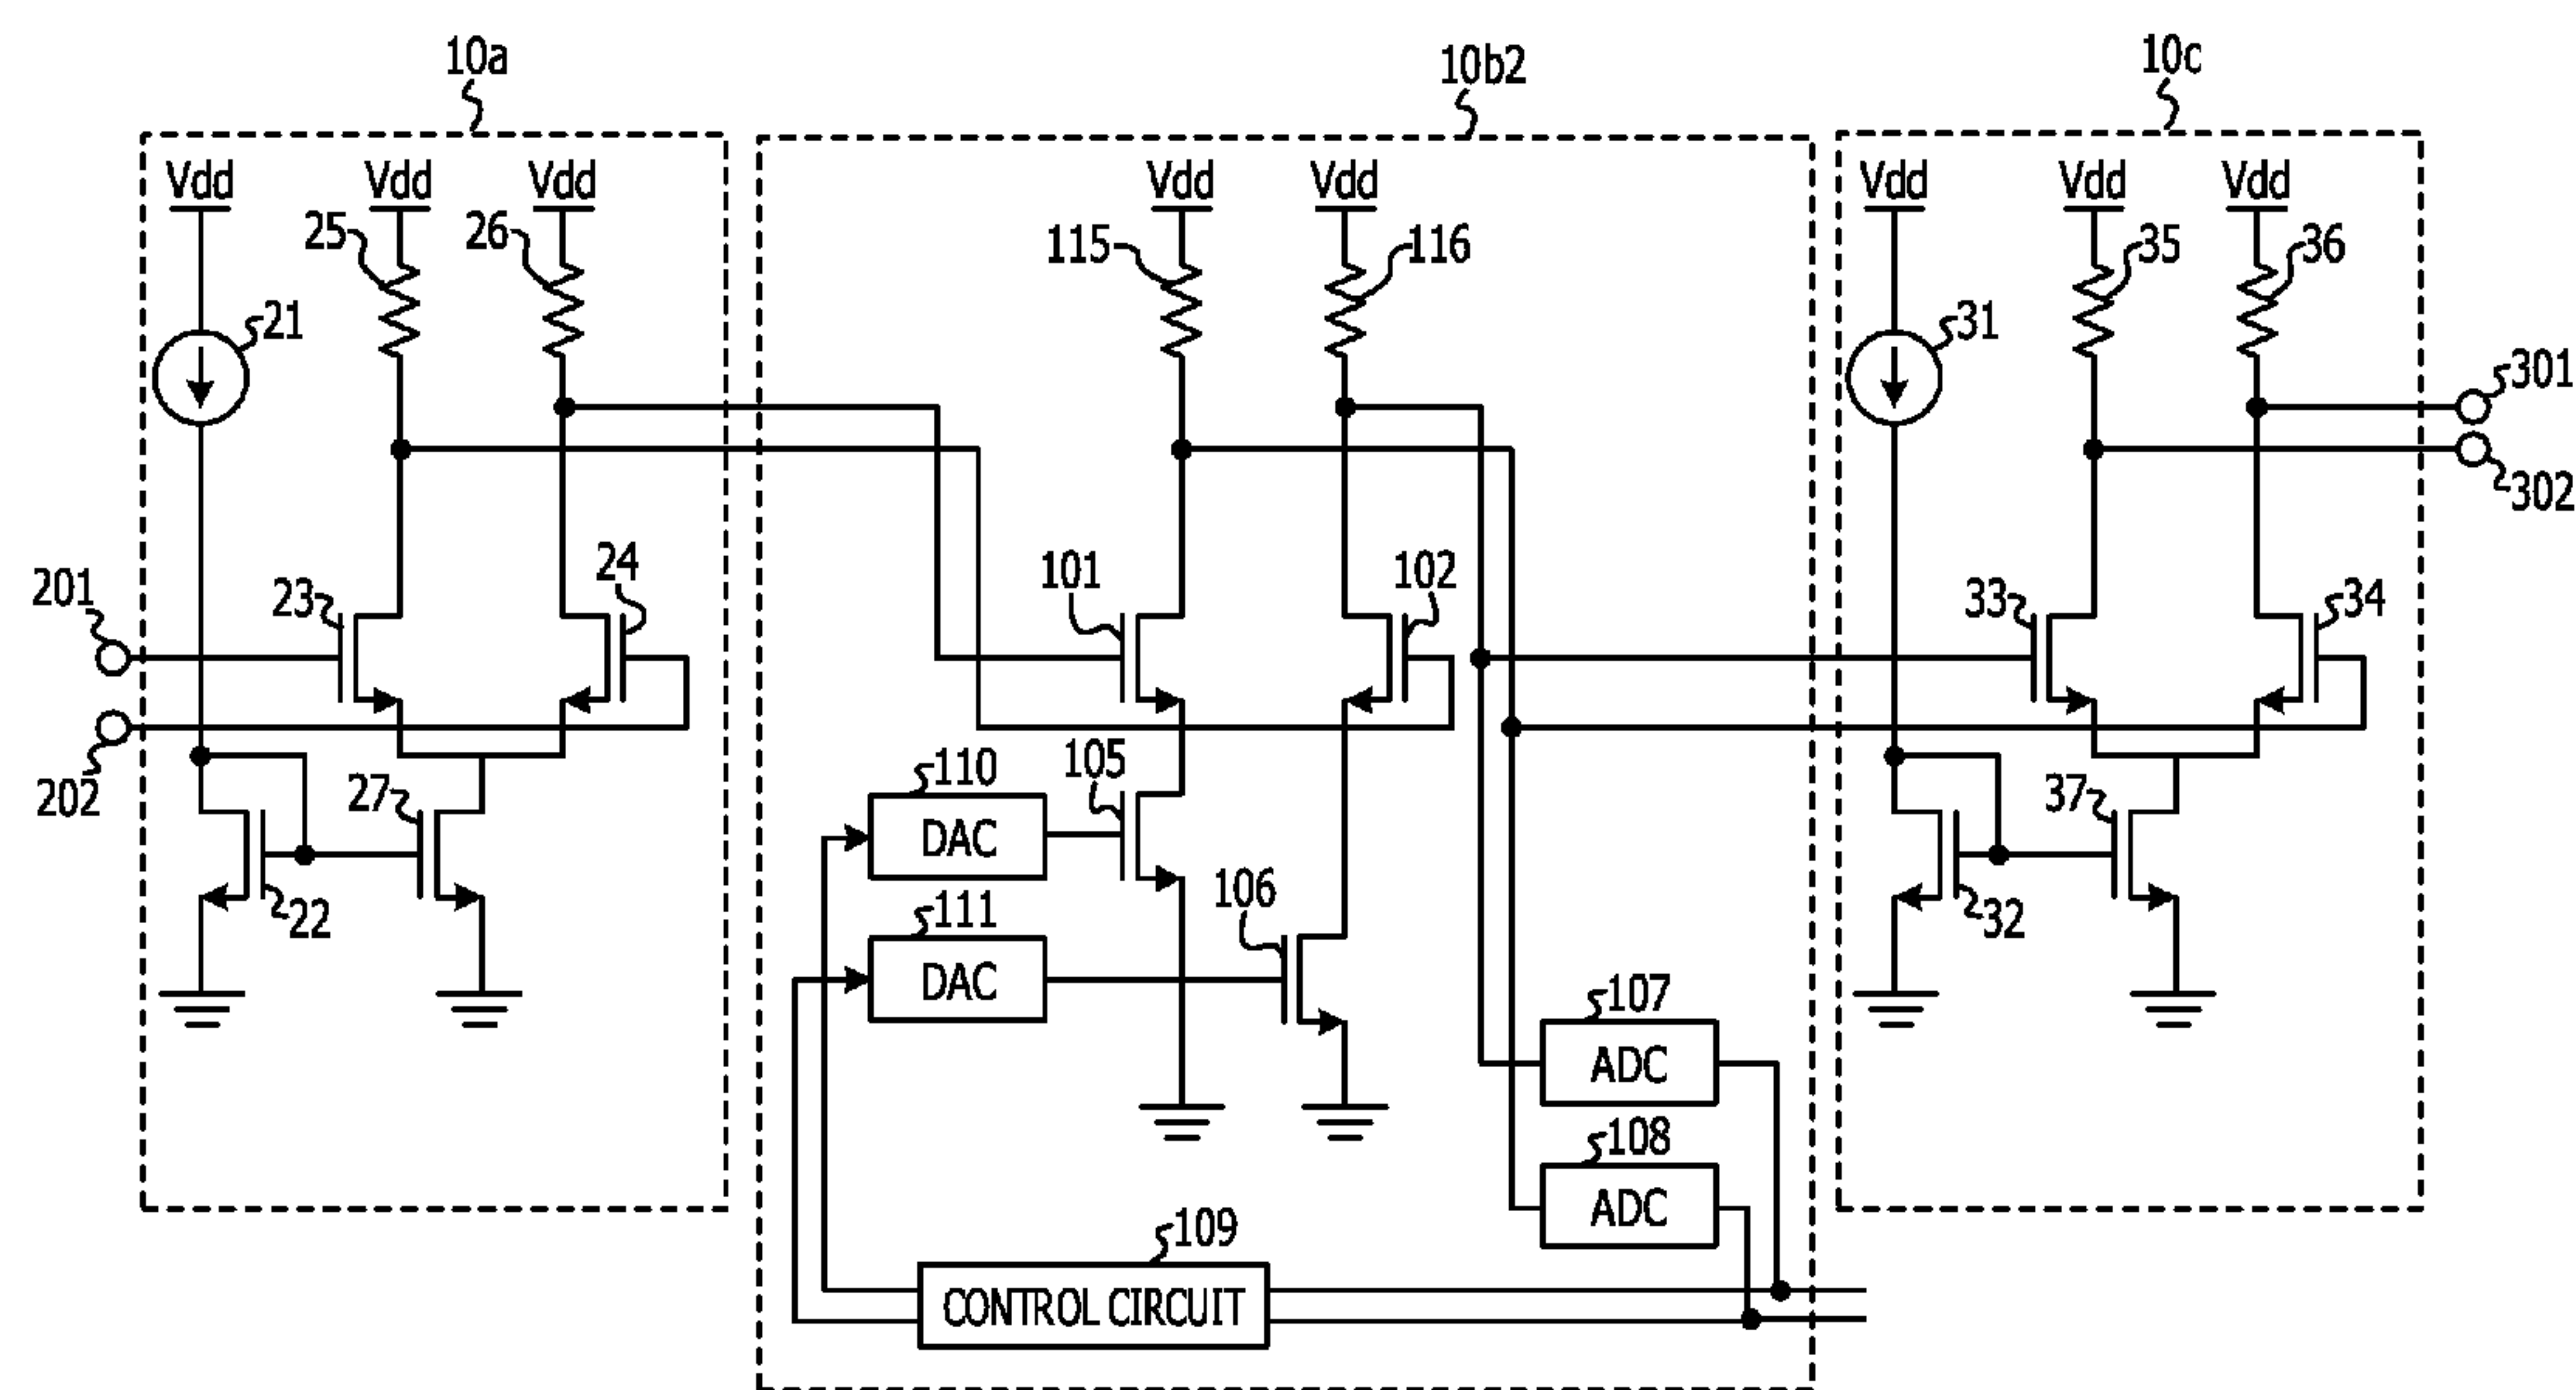 10a
10b2
10c
Vdd
Vdd
Vdd
Vdd
Vdd
Vdd
Vdd
Vdd
25
26
115
116
35
36
21
31
301
302
201
202
23
24
101
102
33
34
110
DAC
105
27
37
22
111
DAC
106
32
107
ADC
108
ADC
109
CONTROL CIRCUIT